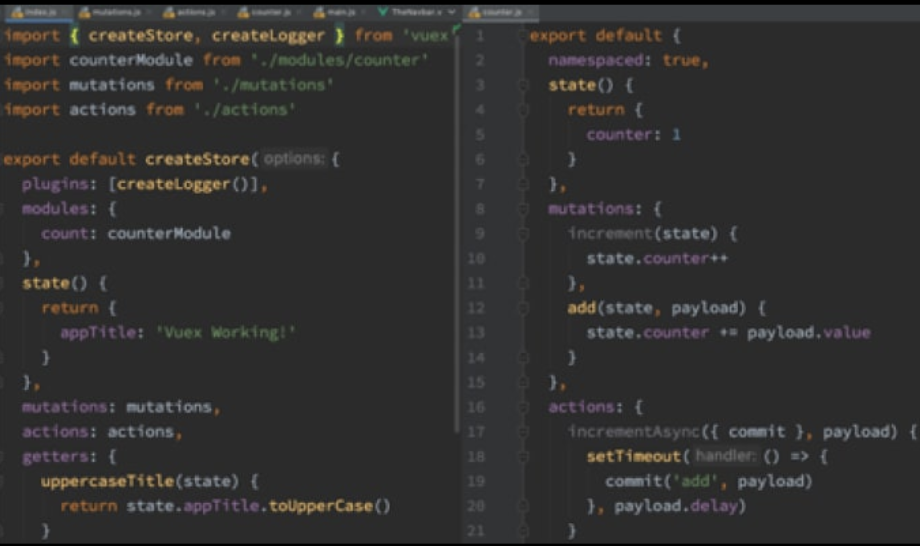 index.js mutations.js actions.js counter.js main.js TheNavbar.v counter.js
import { createStore, createLogger } from 'vuex'
import counterModule from './modules/counter'
import mutations from './mutations'
import actions from './actions'
export default createStore( options: {
plugins: [createLogger()],
modules: {
count: counterModule
},
state() {
return {
appTitle: 'Vuex Working!'
}
},
mutations: mutations,
actions: actions,
getters: {
uppercaseTitle(state) {
return state.appTitle.toUpperCase()
}
1 export default {
2 namespaced: true,
3 state() {
4 return {
5 counter: 1
6 }
7 },
8 mutations: {
9 increment(state) {
10 state.counter++
11 },
12 add(state, payload) {
13 state.counter += payload.value
14 }
15 },
16 actions: {
17 incrementAsync({ commit }, payload) {
18 setTimeout( handler: () => {
19 commit('add', payload)
20 }, payload.delay)
21 }